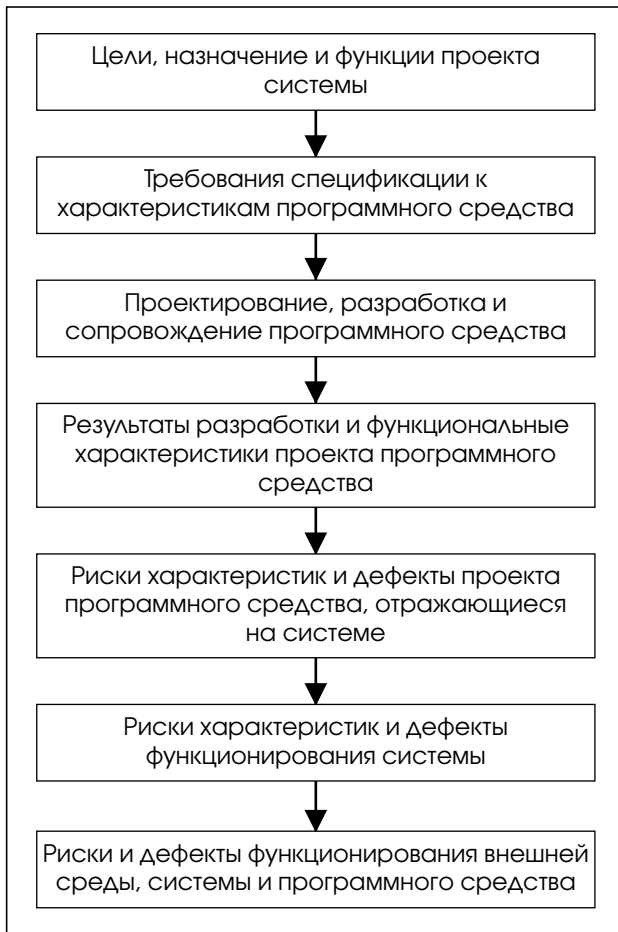 Цели, назначение и функции проекта
системы
Требования спецификации к
характеристикам программного средства
Проектирование, разработка и
сопровождение программного средства
Результаты разработки и функциональные
характеристики проекта программного
средства
Риски характеристик и дефекты проекта
программного средства, отражающиеся
на системе
Риски характеристик и дефекты
функционирования системы
Риски и дефекты функционирования внешней
среды, системы и программного средства